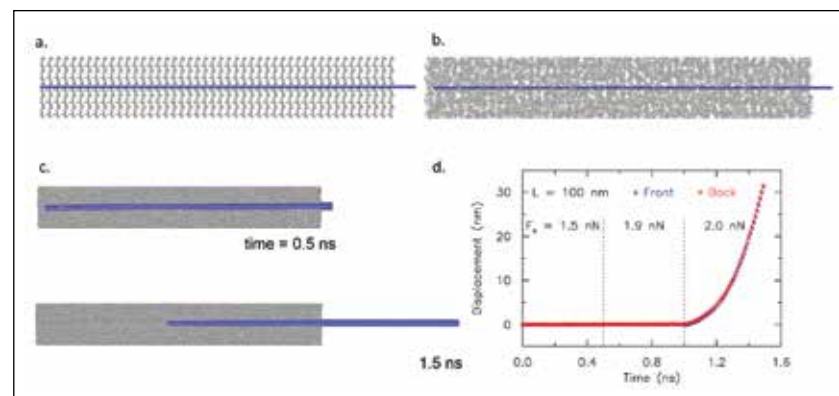 a.
b.
c.
time = 0.5 ns
1.5 ns
d.
L = 100 nm
Front
Back
Fₐ = 1.5 nN
1.9 nN
2.0 nN
Displacement (nm)
30
20
10
0
0.0
0.4
0.8
1.2
1.6
Time (ns)